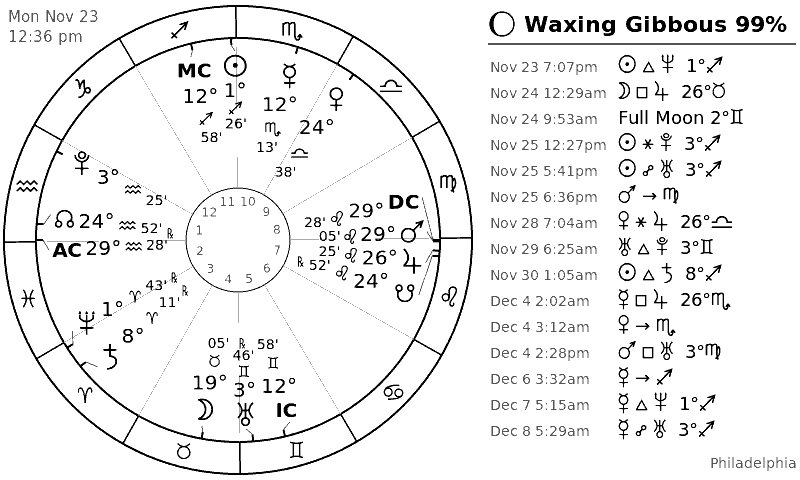 Mon Nov 23
12:36 pm
MC
12° 1°
♐ ♐
58' 26'
☿
12°
♏
13'
♀
24°
♎
38'
♇ 3° ♒ 25'
☊ 24° ♒ 52' ℞
AC 29° ♒ 28'
♆ 1° ♈ 43' ℞
♄ 8° ♈ 11' ℞
28' ♌ 29° DC
05' ♌ 29° ♂
25' ♌ 26° ♃
℞ 52' ♌ 24° ☋
05' ℞ 58'
♉ 46' ♊
♊
19° 3° 12°
☽ ♅ IC
11 10
12 9
1 8
2 7
3 6
4 5
♐ ♏ ♎ ♍ ♌ ♋ ♊ ♉ ♈ ♓ ♒ ♑
Waxing Gibbous 99%
Nov 23 7:07pm ☉ △ ♆ 1°♐
Nov 24 12:29am ☽ □ ♃ 26°♉
Nov 24 9:53am Full Moon 2°♊
Nov 25 12:27pm ☉ ⚹ ♇ 3°♐
Nov 25 5:41pm ☉ ☍ ♅ 3°♐
Nov 25 6:36pm ♂ → ♍
Nov 28 7:04am ♀ ⚹ ♃ 26°♎
Nov 29 6:25am ♅ △ ♇ 3°♊
Nov 30 1:05am ☉ △ ♄ 8°♐
Dec 4 2:02am ☿ □ ♃ 26°♏
Dec 4 3:12am ♀ → ♏
Dec 4 2:28pm ♂ □ ♅ 3°♍
Dec 6 3:32am ☿ → ♐
Dec 7 5:15am ☿ △ ♆ 1°♐
Dec 8 5:29am ☿ ☍ ♅ 3°♐
Philadelphia